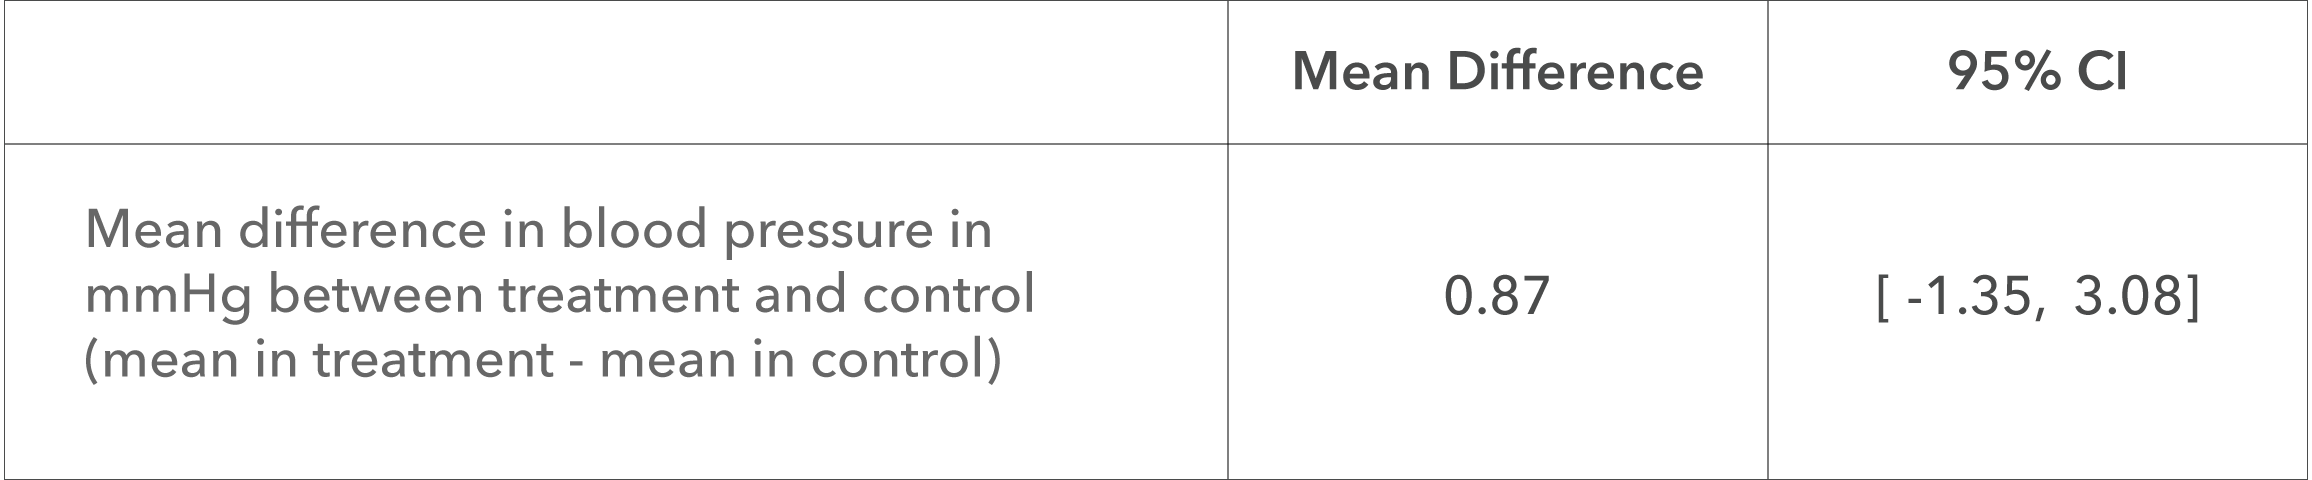 Mean Difference
95% CI
Mean difference in blood pressure in
mmHg between treatment and control
(mean in treatment - mean in control)
0.87
[ -1.35, 3.08]